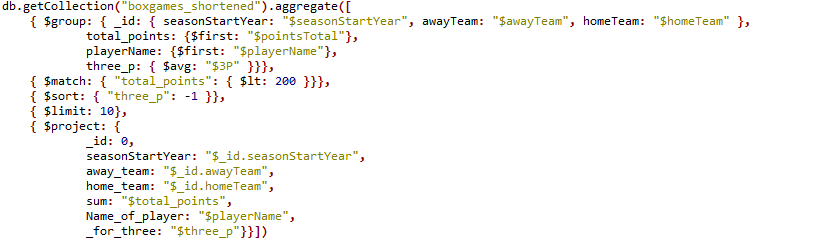 db.getCollection("boxgames_shortened").aggregate([
    { $group: { _id: { seasonStartYear: "$seasonStartYear", awayTeam: "$awayTeam", homeTeam: "$homeTeam" },
            total_points: {$first: "$pointsTotal"},
            playerName: {$first: "$playerName"},
            three_p: { $avg: "$3P" }}},
    { $match: { "total_points": { $lt: 200 }}},
    { $sort: { "three_p": -1 }},
    { $limit: 10},
    { $project: {
            _id: 0,
            seasonStartYear: "$_id.seasonStartYear",
            away_team: "$_id.awayTeam",
            home_team: "$_id.homeTeam",
            sum: "$total_points",
            Name_of_player: "$playerName",
            _for_three: "$three_p"}}])